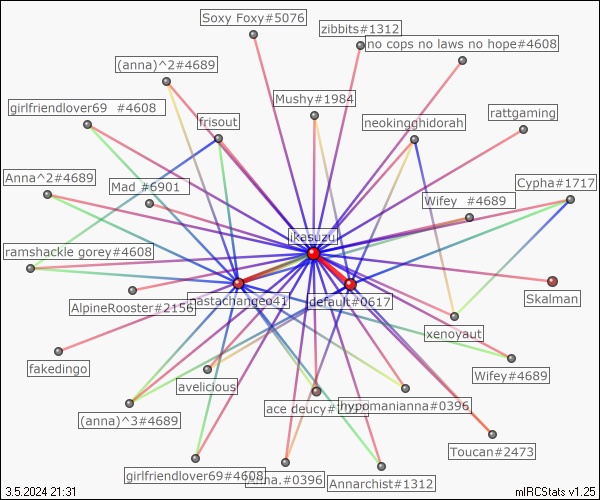 Soxy Foxy#5076
zibbits#1312
no cops no laws no hope#4608
(anna)^2#4689
Mushy#1984
girlfriendlover69 #4608
rattgaming
frisout
neokingghidorah
Anna^2#4689
Mad #6901
Cypha#1717
Wifey #4689
ikasuzu
ramshackle gorey#4608
pastachangeo41
default#0617
Skalman
AlpineRooster#2156
xenoyaut
fakedingo
avelicious
Wifey#4689
ace deucy
hypomanianna#0396
(anna)^3#4689
Toucan#2473
girlfriendlover69#4608
Anna.#0396
Annarchist#1312
3.5.2024 21:31
mIRCStats v1.25